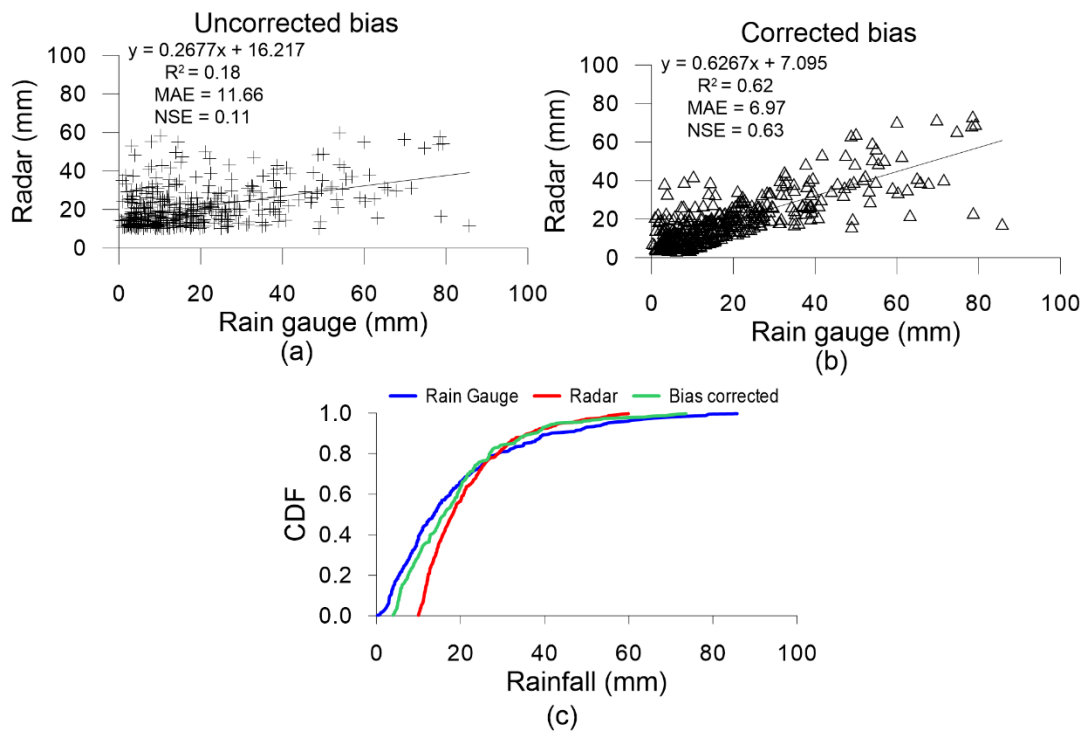 Uncorrected bias
y = 0.2677x + 16.217
R² = 0.18
MAE = 11.66
NSE = 0.11
Radar (mm)
100
80
60
40
20
0
0 20 40 60 80 100
Rain gauge (mm)
(a)
Corrected bias
y = 0.6267x + 7.095
R² = 0.62
MAE = 6.97
NSE = 0.63
Radar (mm)
100
80
60
40
20
0
0 20 40 60 80 100
Rain gauge (mm)
(b)
Rain Gauge Radar Bias corrected
CDF
1.0
0.8
0.6
0.4
0.2
0.0
0 20 40 60 80 100
Rainfall (mm)
(c)